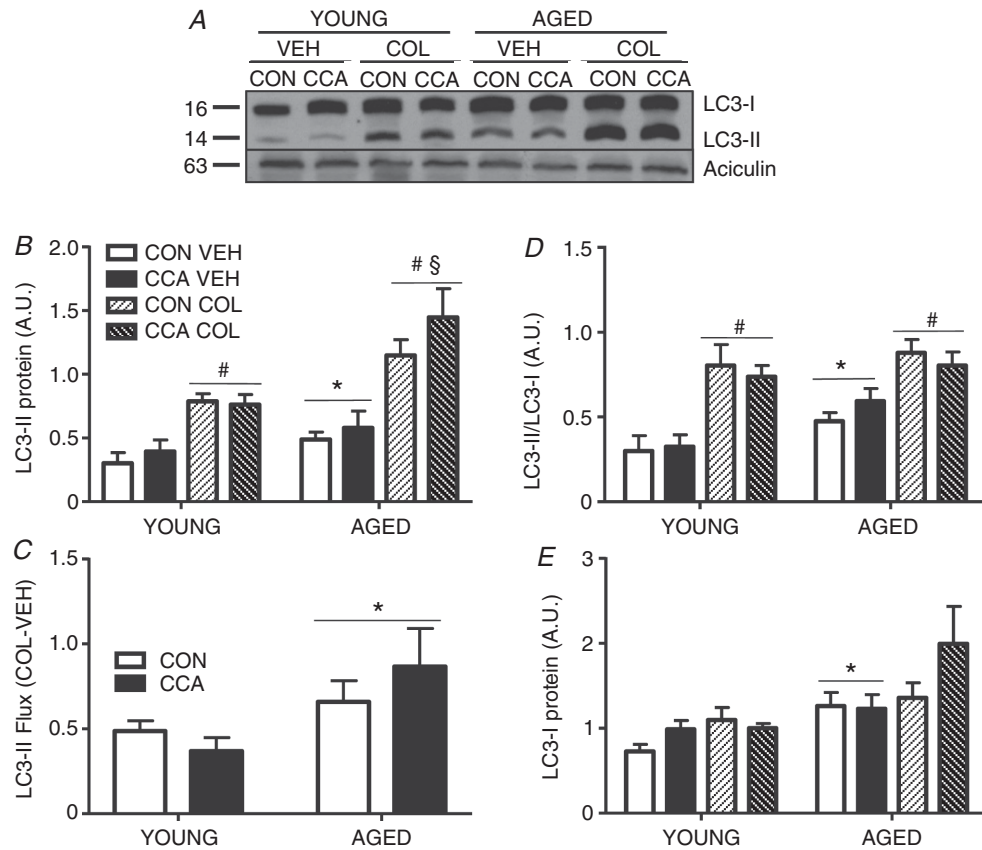 A YOUNG AGED
VEH COL VEH COL
CON CCA CON CCA CON CCA CON CCA
16 LC3-I
14 LC3-II
63 Aciculin
B
LC3-II protein (A.U.)
2.0
1.5
1.0
0.5
0
CON VEH
CCA VEH
CON COL
CCA COL
#
*
# §
YOUNG AGED
D
LC3-II/LC3-I (A.U.)
1.5
1.0
0.5
0
#
*
#
YOUNG AGED
C
LC3-II Flux (COL-VEH)
1.5
1.0
0.5
0
CON
CCA
*
YOUNG AGED
E
LC3-I protein (A.U.)
3
2
1
0
*
YOUNG AGED